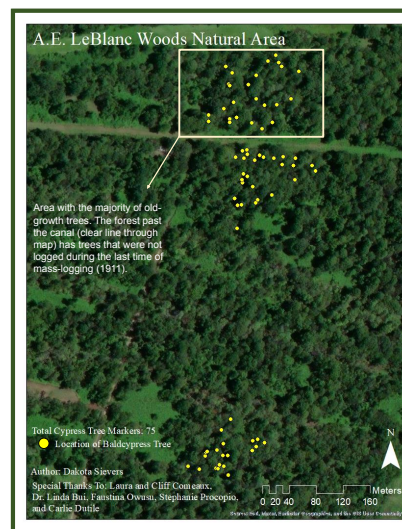 A.E. LeBlanc Woods Natural Area
Area with the majority of old-
growth trees. The forest past
the canal (clear line through
map) has trees that were not
logged during the last time of
mass-logging (1911).
Total Cypress Tree Markers: 75
Location of Baldcypress Tree
Author: Dakota Sievers
Special Thanks To: Laura and Cliff Comeaux,
Dr. Linda Bui, Faustina Owusu, Stephanie Procopio,
and Carlie Dutile
N
0 20 40 80 120 160
Meters